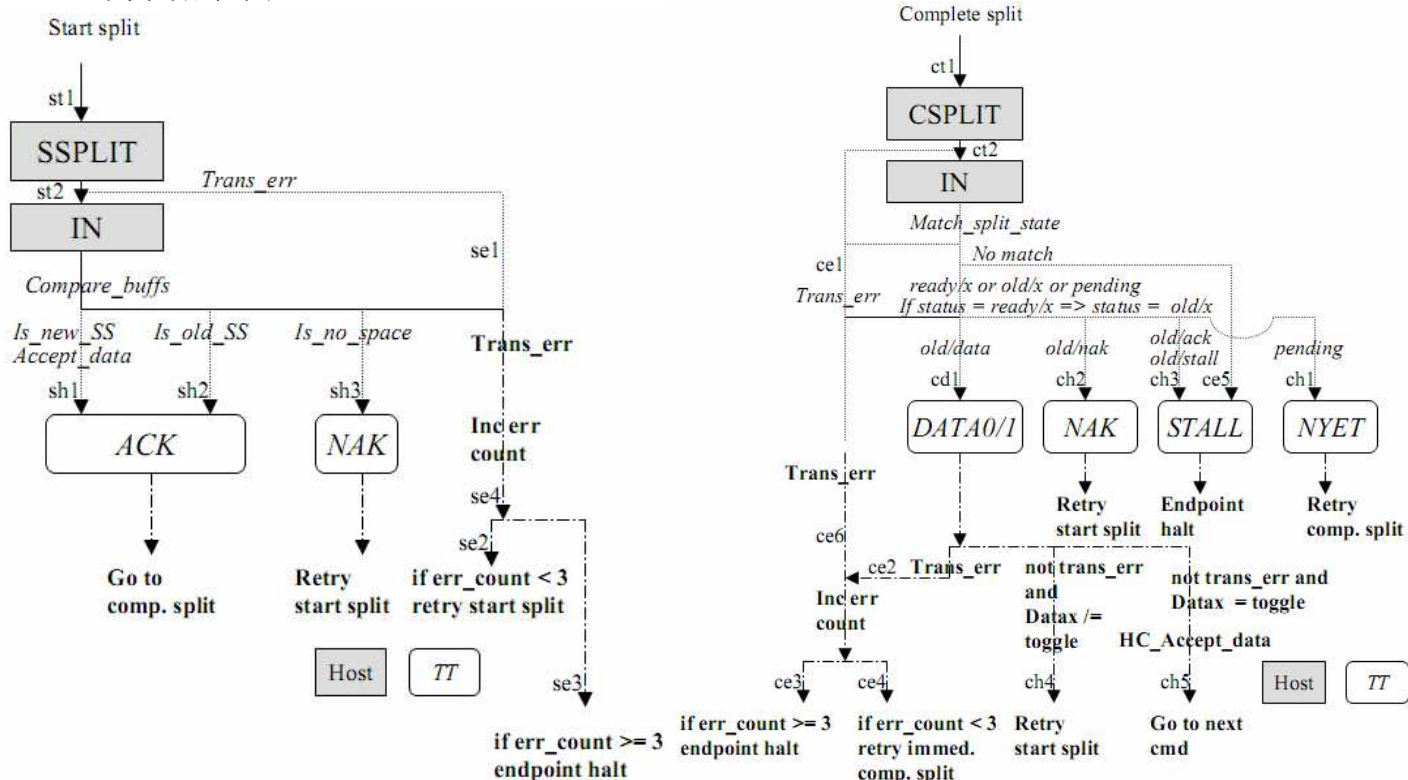 Start split
st1
SSPLIT
st2
Trans_err
IN
se1
Compare_buffs
Is_new_SS
Accept_data
Is_old_SS
Is_no_space
Trans_err
sh1
sh2
sh3
ACK
NAK
Inc err
count
se4
se2
Go to
comp. split
Retry
start split
if err_count < 3
retry start split
Host
TT
se3
if err_count >= 3
endpoint halt
Complete split
ct1
CSPLIT
ct2
IN
Match_split_state
No match
ce1
Trans_err
ready/x or old/x or pending
If status = ready/x => status = old/x
old/data
old/nak
old/ack
old/stall
pending
cd1
ch2
ch3
ce5
ch1
DATA0/1
NAK
STALL
NYET
Trans_err
Retry
start split
Endpoint
halt
Retry
comp. split
ce6
ce2
Trans_err
not trans_err
and
Datax /=
toggle
not trans_err and
Datax = toggle
Inc err
count
HC_Accept_data
ce3
ce4
ch4
ch5
Host
TT
if err_count >= 3
endpoint halt
if err_count < 3
retry immed.
comp. split
Retry
start split
Go to next
cmd